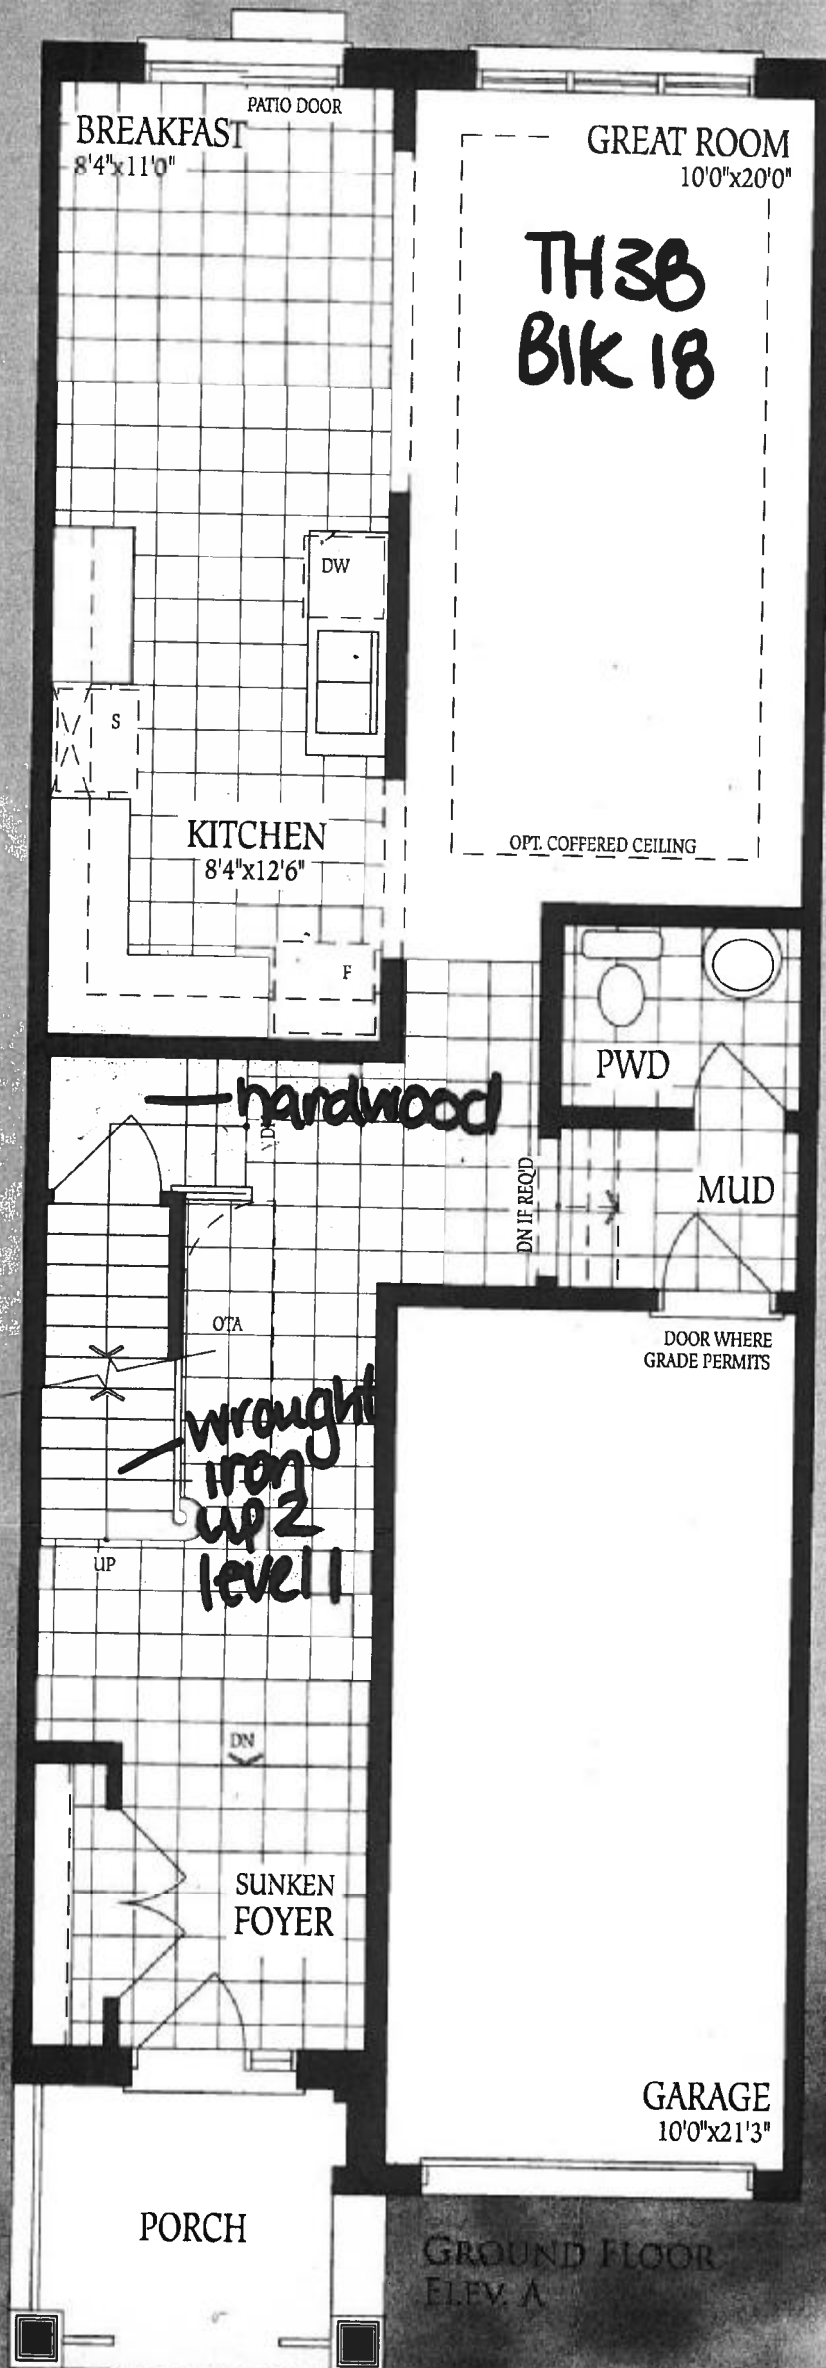 PATIO DOOR
BREAKFAST
8'4"x11'0"
GREAT ROOM
10'0"x20'0"
TH38
Blk 18
DW
S
KITCHEN
8'4"x12'6"
OPT. COFFERED CEILING
F
PWD
hardwood
DN
DN IF REQ'D
MUD
OTA
DOOR WHERE
GRADE PERMITS
wrought
iron
up 2
level 1
UP
DN
SUNKEN
FOYER
GARAGE
10'0"x21'3"
PORCH
GROUND FLOOR
ELEV. A